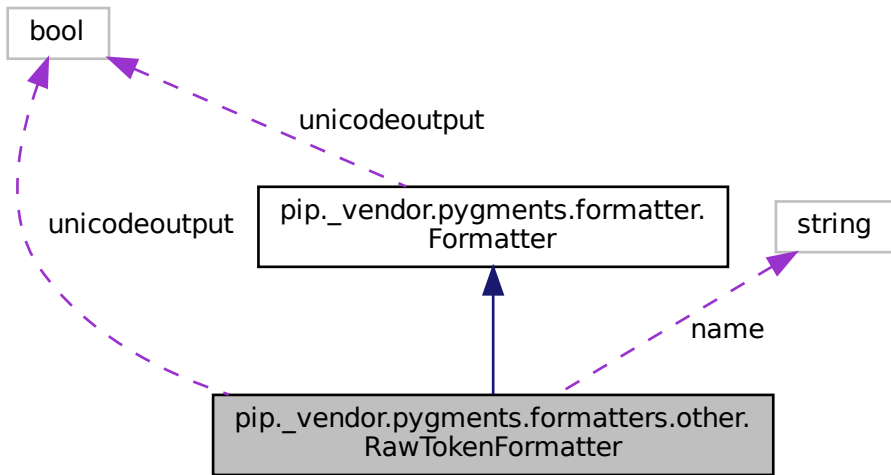 bool
unicodeoutput
pip._vendor.pygments.formatter.
Formatter
string
unicodeoutput
name
pip._vendor.pygments.formatters.other.
RawTokenFormatter